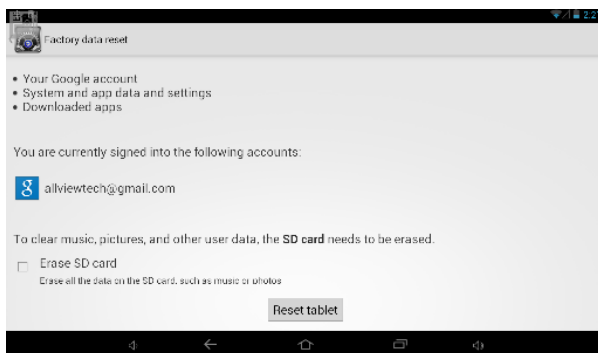 2:27
Factory data reset
• Your Google account
• System and app data and settings
• Downloaded apps
You are currently signed into the following accounts:
g allviewtech@gmail.com
To clear music, pictures, and other user data, the SD card needs to be erased.
Erase SD card
Erase all the data on the SD card, such as music or photos
Reset tablet